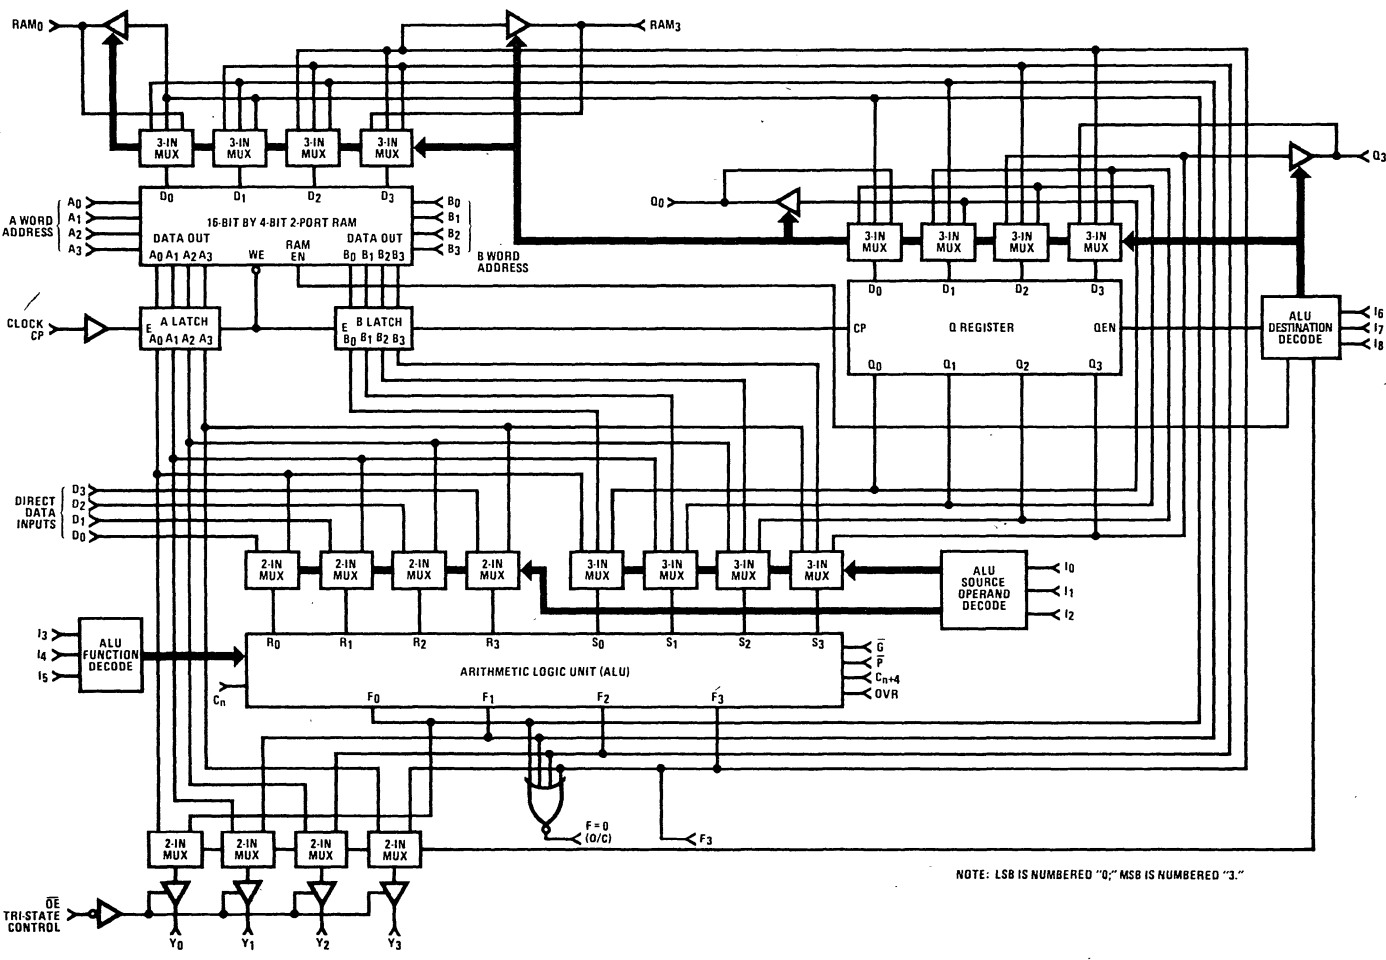 RAM0
RAM3
3-IN MUX
3-IN MUX
3-IN MUX
3-IN MUX
Q3
A0
A1
A2
A3
A WORD ADDRESS
D0 D1 D2 D3
16-BIT BY 4-BIT 2-PORT RAM
DATA OUT
A0 A1 A2 A3
WE
RAM EN
DATA OUT
B0 B1 B2 B3
B0
B1
B2
B3
B WORD ADDRESS
Q0
3-IN MUX
3-IN MUX
3-IN MUX
3-IN MUX
CLOCK CP
E A LATCH
A0 A1 A2 A3
E B LATCH
B0 B1 B2 B3
D0 D1 D2 D3
CP Q REGISTER QEN
Q0 Q1 Q2 Q3
ALU DESTINATION DECODE
I6
I7
I8
DIRECT DATA INPUTS
D3
D2
D1
D0
2-IN MUX
2-IN MUX
2-IN MUX
2-IN MUX
3-IN MUX
3-IN MUX
3-IN MUX
3-IN MUX
ALU SOURCE OPERAND DECODE
I0
I1
I2
I3
I4
I5
ALU FUNCTION DECODE
R0 R1 R2 R3 S0 S1 S2 S3
ARITHMETIC LOGIC UNIT (ALU)
Cn
F0 F1 F2 F3
G̅
P̅
Cn+4
OVR
F = 0
(O/C)
F3
2-IN MUX
2-IN MUX
2-IN MUX
2-IN MUX
NOTE: LSB IS NUMBERED "0;" MSB IS NUMBERED "3."
O̅E̅
TRI-STATE
CONTROL
Y0 Y1 Y2 Y3